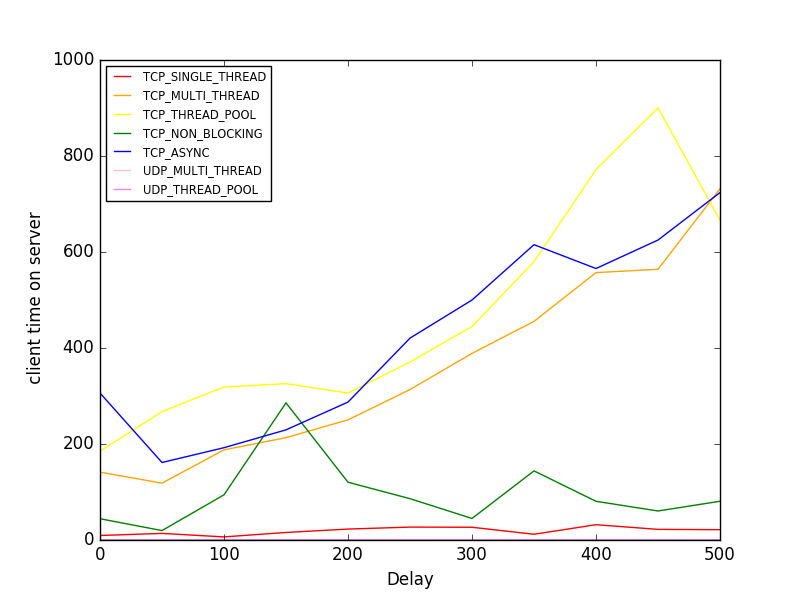 1000
800
600
400
200
0
client time on server
TCP_SINGLE_THREAD
TCP_MULTI_THREAD
TCP_THREAD_POOL
TCP_NON_BLOCKING
TCP_ASYNC
UDP_MULTI_THREAD
UDP_THREAD_POOL
0 100 200 300 400 500
Delay